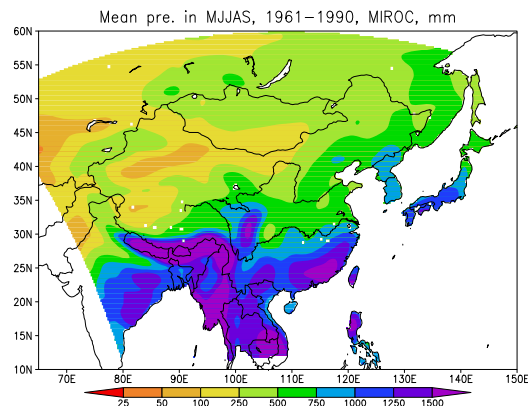 Mean pre. in MJJAS, 1961−1990, MIROC, mm
60N
55N
50N
45N
40N
35N
30N
25N
20N
15N
10N
70E 80E 90E 100E 110E 120E 130E 140E 150E
25 50 100 250 500 750 1000 1250 1500